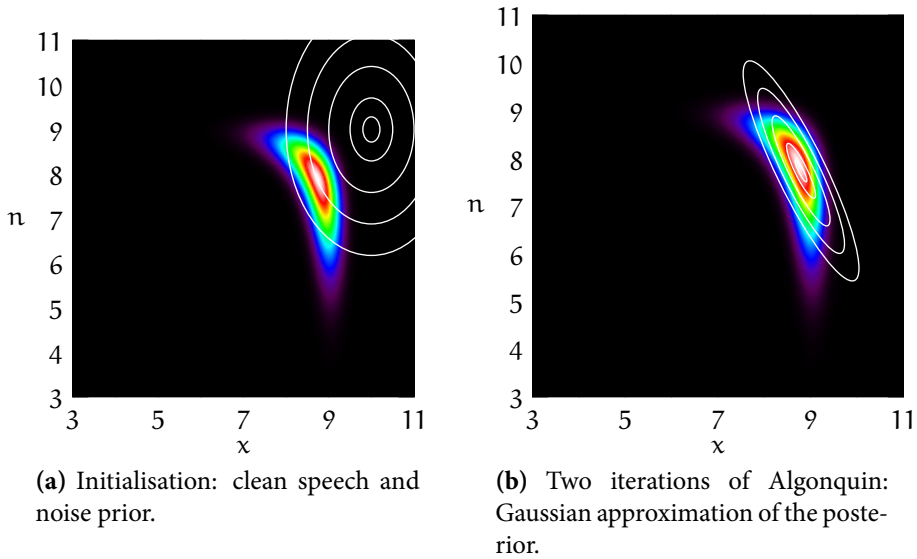 11
10
9
8
7
6
5
4
3
n
3 5 7 9 11
x
(a) Initialisation: clean speech and
noise prior.
11
10
9
8
7
6
5
4
3
n
3 5 7 9 11
x
(b) Two iterations of Algonquin:
Gaussian approximation of the poste-
rior.